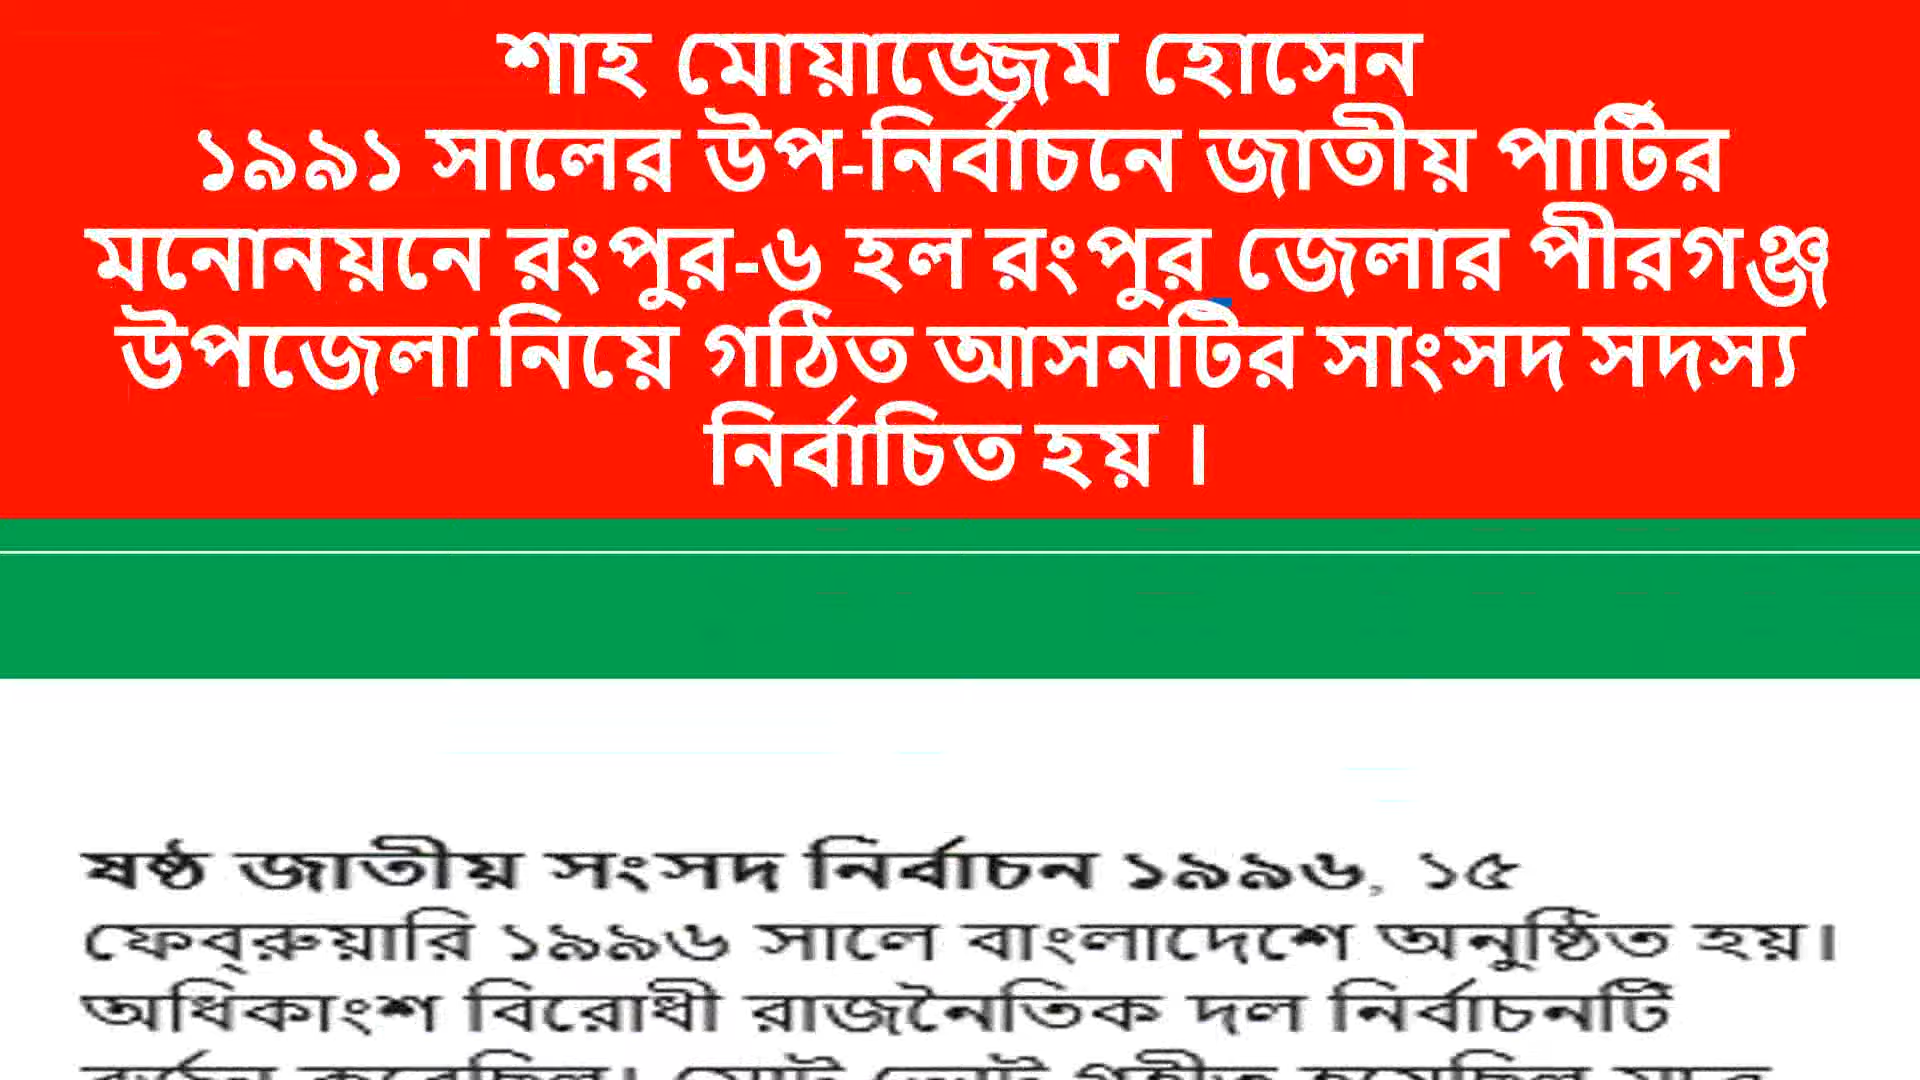 শাহ মোয়াজ্জেম হোসেন
১৯৯১ সালের উপ-নির্বাচনে জাতীয় পার্টির
মনোনয়নে রংপুর-৬ হল রংপুর জেলার পীরগঞ্জ
উপজেলা নিয়ে গঠিত আসনটির সাংসদ সদস্য
নির্বাচিত হয় ।
ষষ্ঠ জাতীয় সংসদ নির্বাচন ১৯৯৬, ১৫
ফেব্রুয়ারি ১৯৯৬ সালে বাংলাদেশে অনুষ্ঠিত হয়।
অধিকাংশ বিরোধী রাজনৈতিক দল নির্বাচনটি